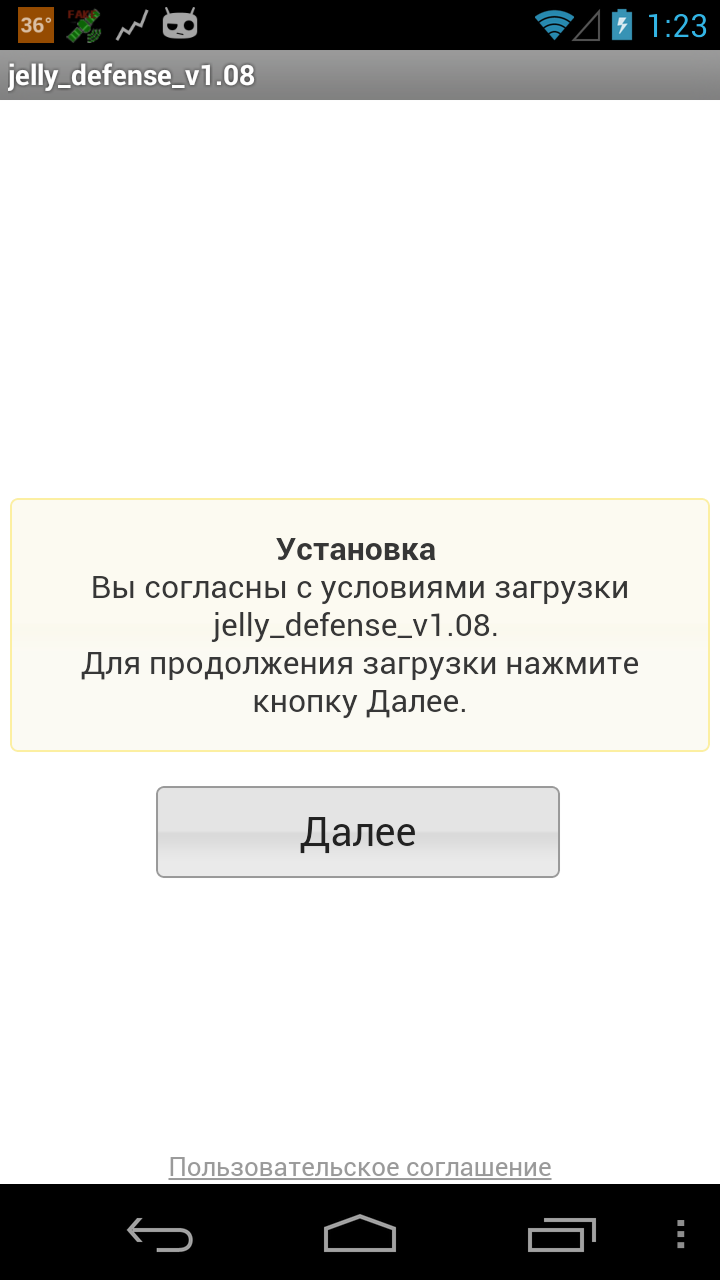 36°
FAKE
1:23
jelly_defense_v1.08
Установка
Вы согласны с условиями загрузки
jelly_defense_v1.08.
Для продолжения загрузки нажмите
кнопку Далее.
Далее
Пользовательское соглашение